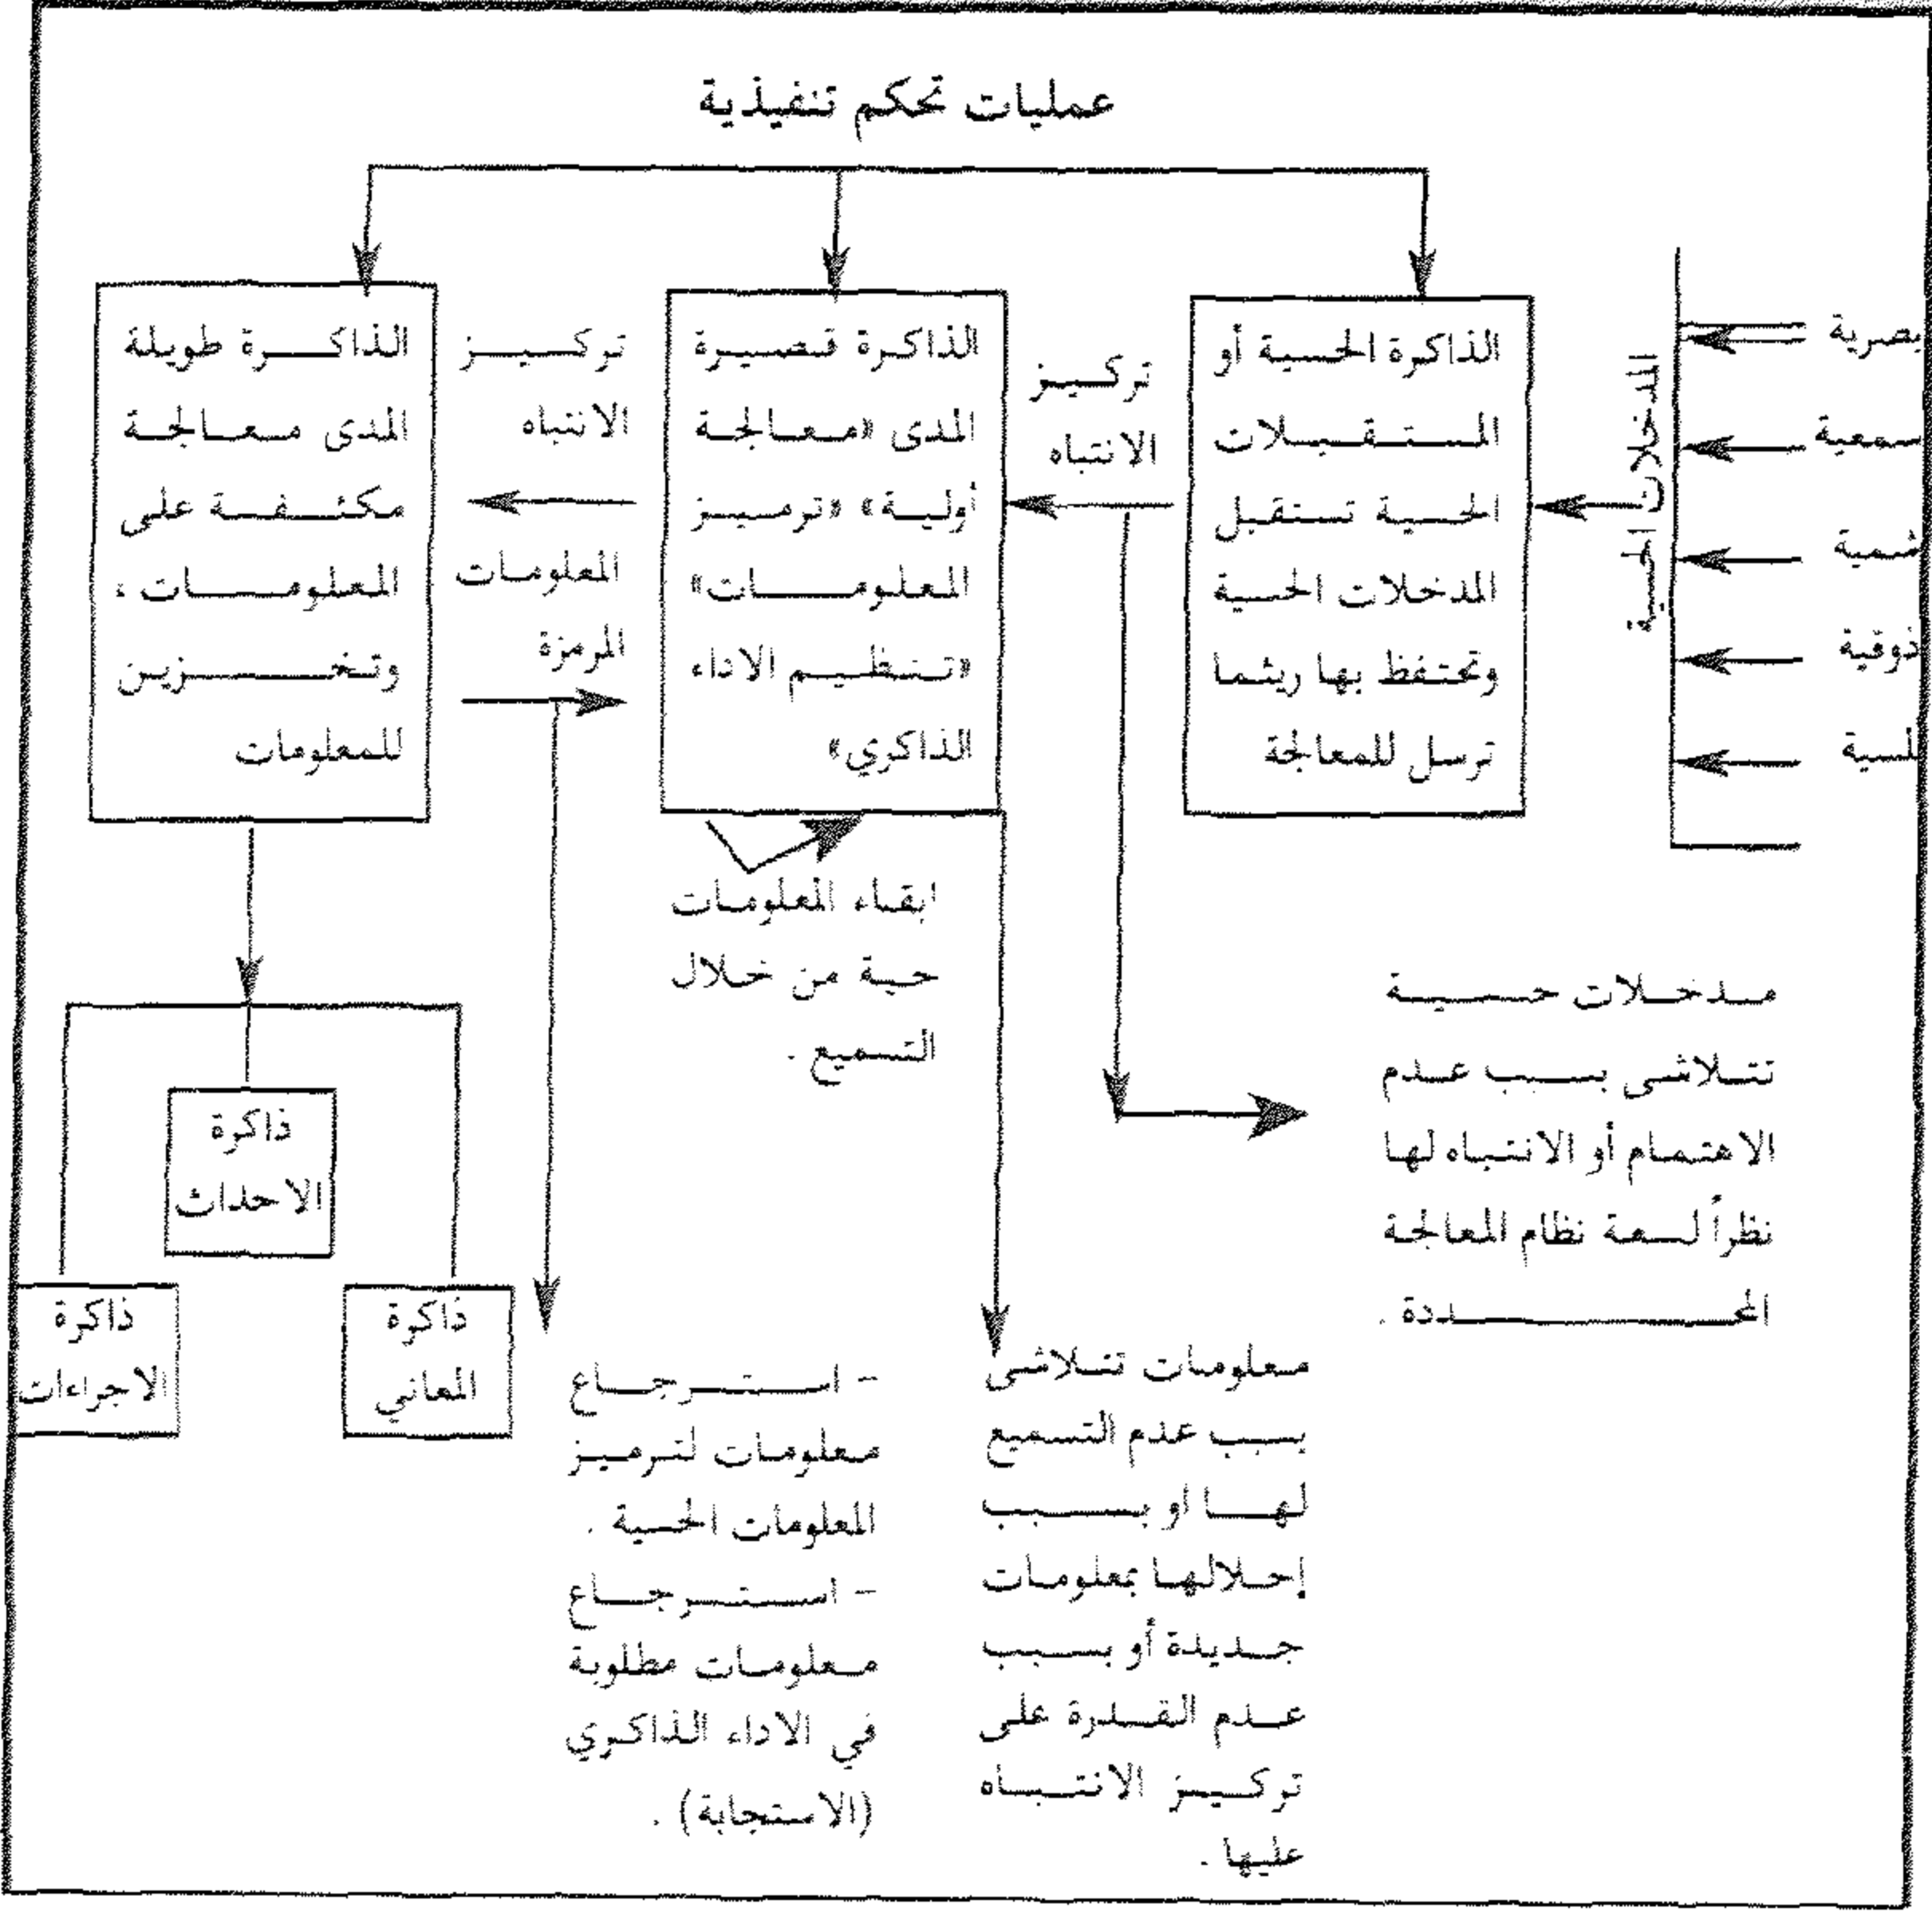 عمليات تحكم تنفيذية
بصرية
سمعية
شمية
ذوقية
لمسية
المدخلات الحسية
الذاكرة الحسية أو
المستقبلات
الحسية تستقبل
المدخلات الحسية
وتحتفظ بها ريثما
ترسل للمعالجة
تركيز
الانتباه
الذاكرة قصيرة
المدى «معالجة
أولية» «ترميز
المعلومات»
«تنظيم الاداء
الذاكري»
تركيز
الانتباه
المعلومات
المرمزة
الذاكرة طويلة
المدى معالجة
مكثفة على
المعلومات ،
وتخزين
للمعلومات
ابقاء المعلومات
حية من خلال
التسميع .
مدخلات حسية
تتلاشى بسبب عدم
الاهتمام أو الانتباه لها
نظراً لسعة نظام المعالجة
المحددة .
معلومات تتلاشى
بسبب عدم التسميع
لها او بسبب
إحلالها بمعلومات
جديدة أو بسبب
عدم القدرة على
تركيز الانتباه
عليها .
- استرجاع
معلومات لترميز
المعلومات الحسية .
- استرجاع
معلومات مطلوبة
في الاداء الذاكري
(الاستجابة) .
ذاكرة
الاحداث
ذاكرة
المعاني
ذاكرة
الاجراءات